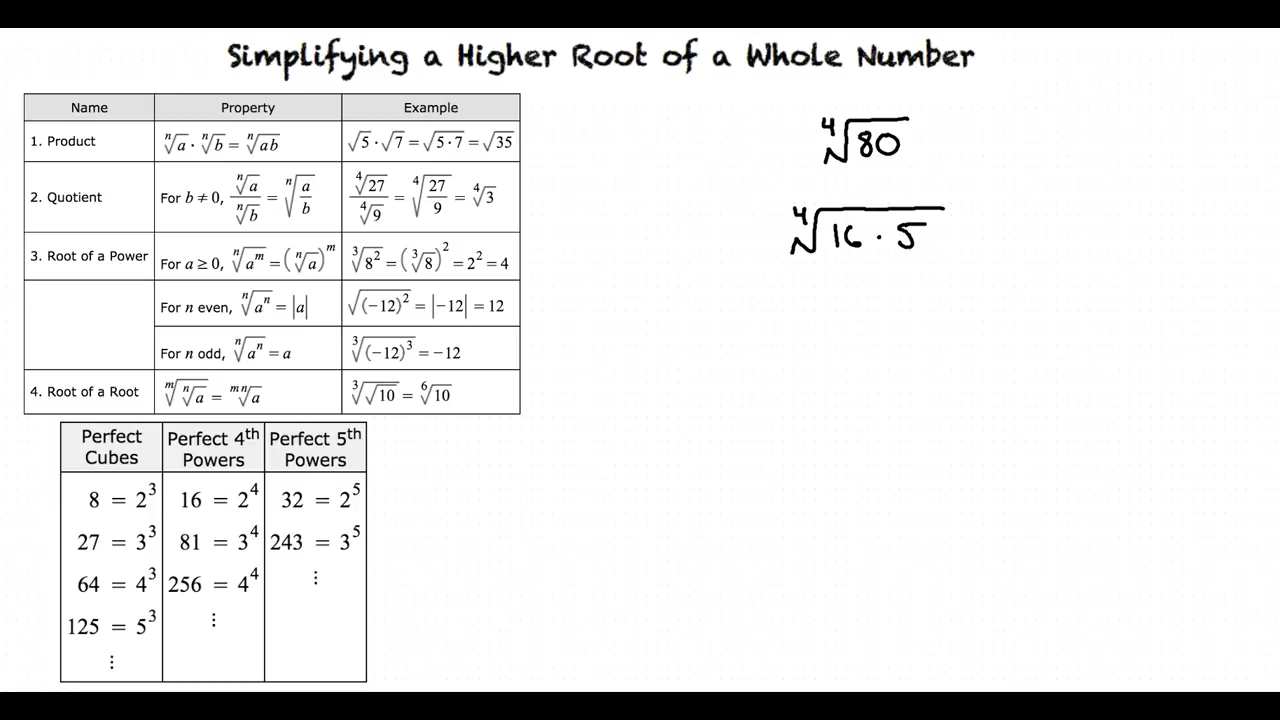 Simplifying a Higher Root of a Whole Number
Name Property Example
1. Product ⁿ√a · ⁿ√b = ⁿ√ab √5 · √7 = √5 · 7 = √35
2. Quotient For b ≠ 0, ⁿ√a / ⁿ√b = ⁿ√(a/b) ⁴√27 / ⁴√9 = ⁴√(27/9) = ⁴√3
3. Root of a Power For a ≥ 0, ⁿ√aᵐ = (ⁿ√a)ᵐ ³√8² = (³√8)² = 2² = 4
For n even, ⁿ√aⁿ = |a| √(−12)² = |−12| = 12
For n odd, ⁿ√aⁿ = a ³√(−12)³ = −12
4. Root of a Root ᵐ√ⁿ√a = ᵐⁿ√a ³√√10 = ⁶√10
Perfect Cubes Perfect 4th Powers Perfect 5th Powers
8 = 2³ 16 = 2⁴ 32 = 2⁵
27 = 3³ 81 = 3⁴ 243 = 3⁵
64 = 4³ 256 = 4⁴ ⋮
125 = 5³ ⋮
⋮
⁴√80
⁴√16 · 5